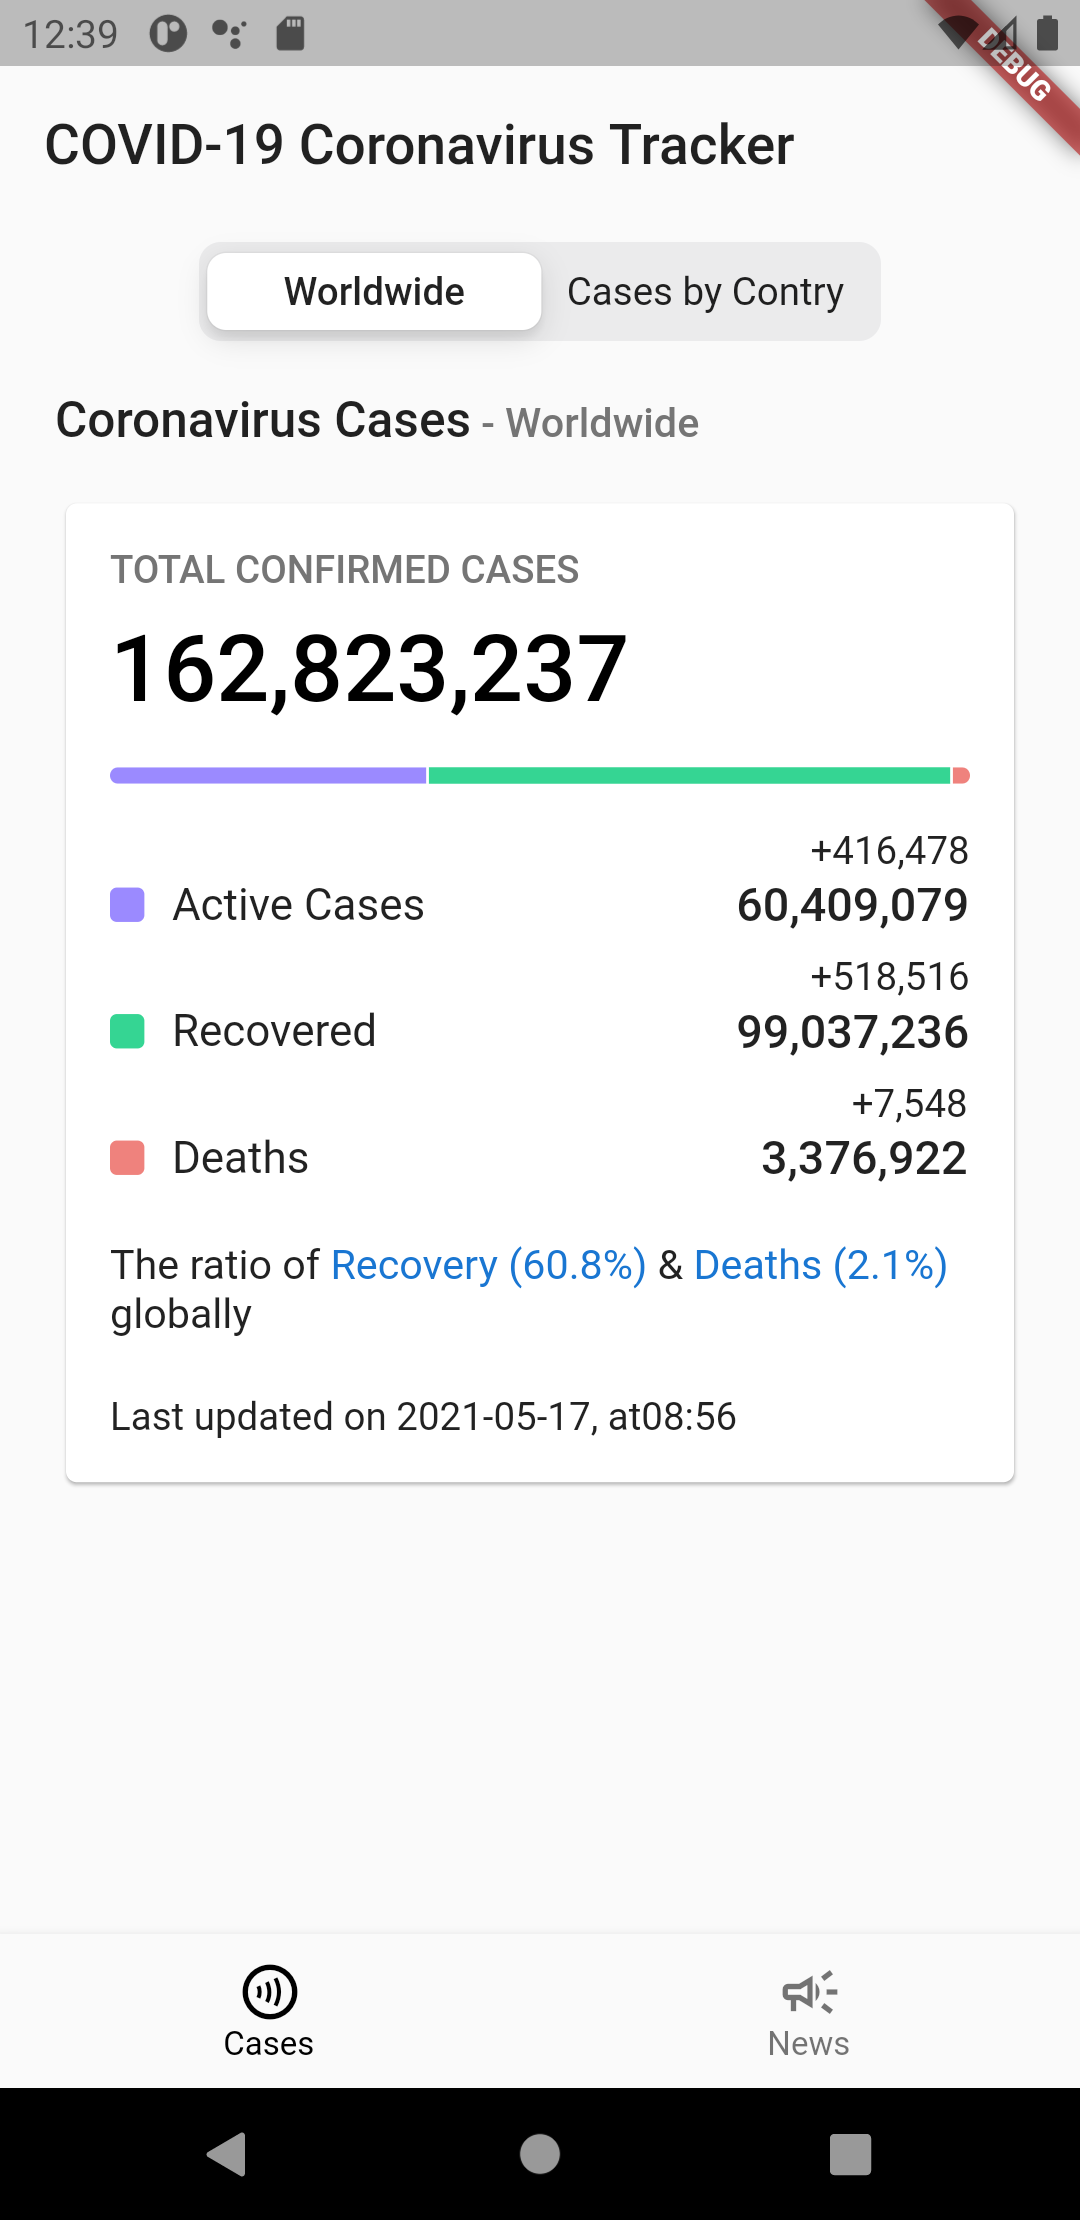 12:39
DEBUG
COVID-19 Coronavirus Tracker
Worldwide
Cases by Contry
Coronavirus Cases - Worldwide
TOTAL CONFIRMED CASES
162,823,237
+416,478
Active Cases 60,409,079
+518,516
Recovered 99,037,236
+7,548
Deaths 3,376,922
The ratio of Recovery (60.8%) & Deaths (2.1%)
globally
Last updated on 2021-05-17, at08:56
Cases
News